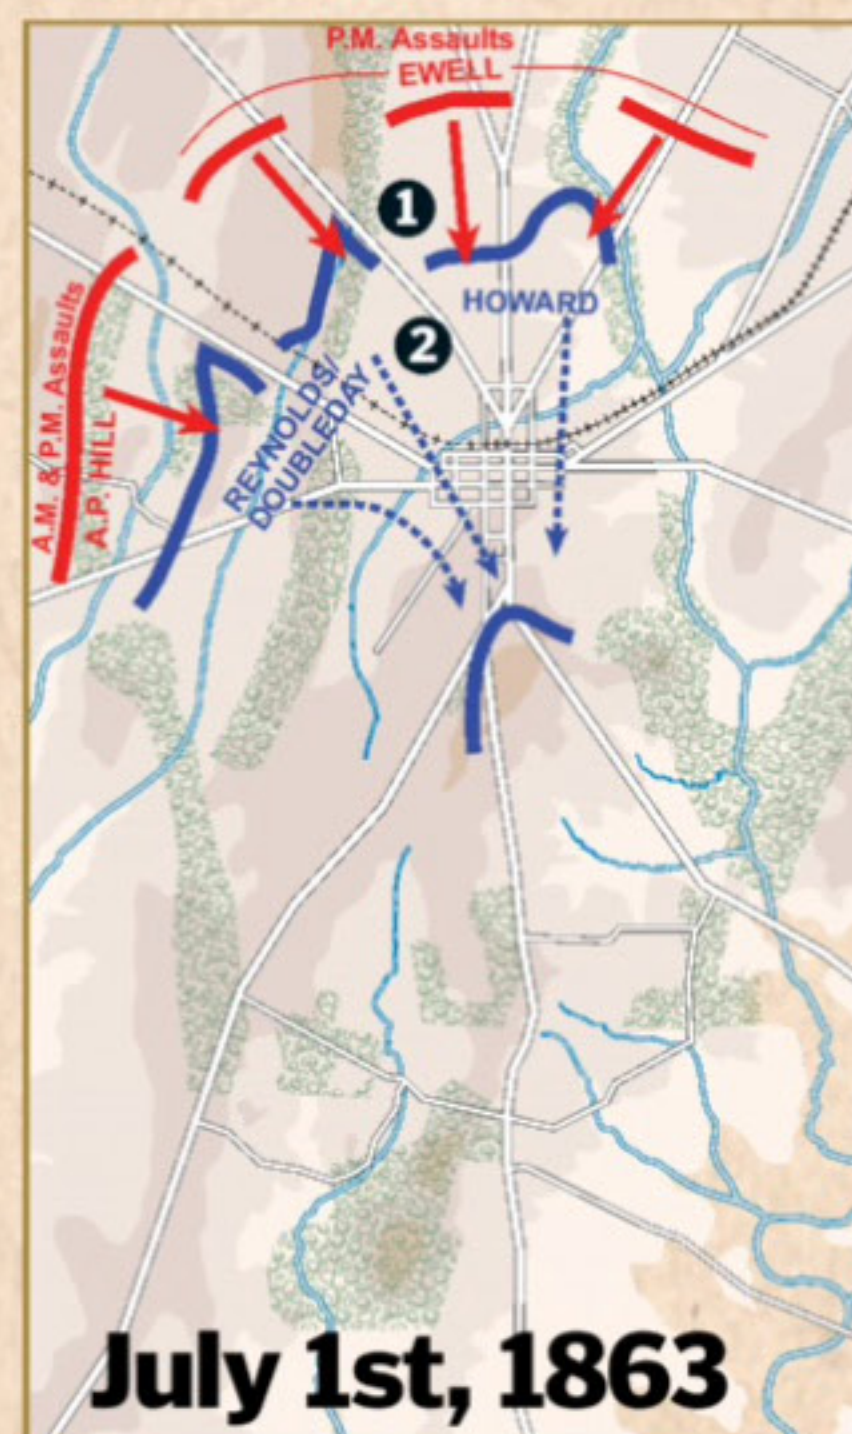 P.M. Assaults
EWELL
1
HOWARD
2
REYNOLDS/
DOUBLEDAY
A.M. & P.M. Assaults
A.P. HILL
July 1st, 1863